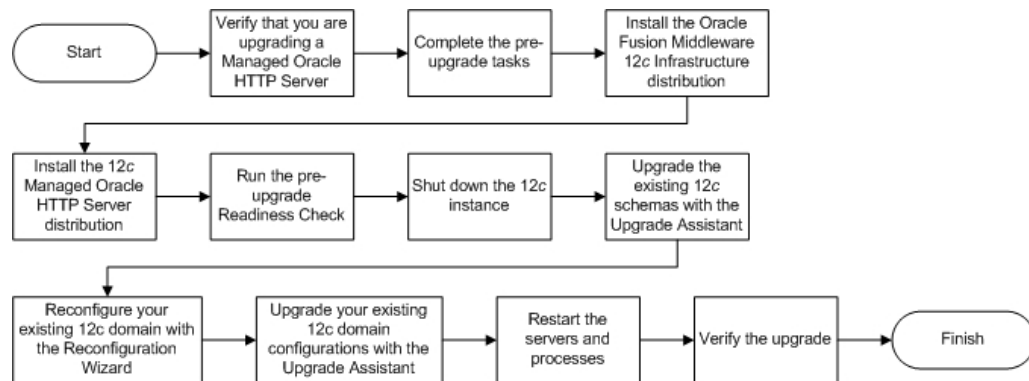 Start
Verify that you are
upgrading a
Managed Oracle
HTTP Server
Complete the pre-
upgrade tasks
Install the Oracle
Fusion Middleware
12c Infrastructure
distribution
Install the 12c
Managed Oracle
HTTP Server
distribution
Run the pre-
upgrade
Readiness Check
Shut down the 12c
instance
Upgrade the
existing 12c
schemas with the
Upgrade Assistant
Reconfigure your
existing 12c domain with
the Reconfiguration
Wizard
Upgrade your existing
12c domain
configurations with the
Upgrade Assistant
Restart the
servers and
processes
Verify the upgrade
Finish